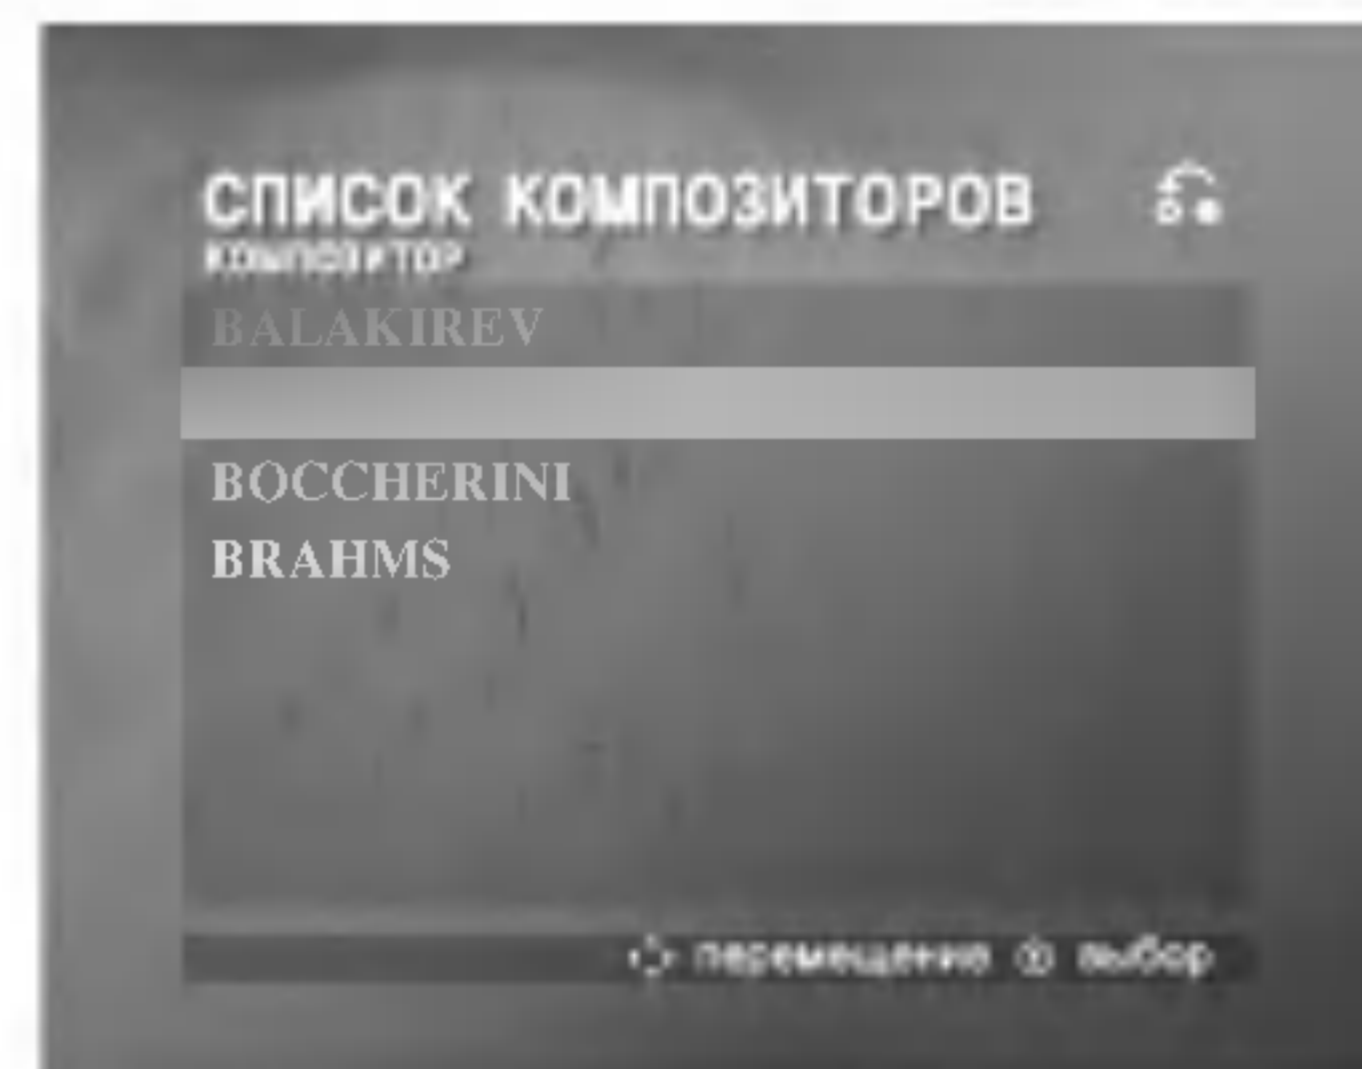 СПИСОК КОМПОЗИТОРОВ
КОМПОЗИТОР
BALAKIREV
BOCCHERINI
BRAHMS
перемещение выбор